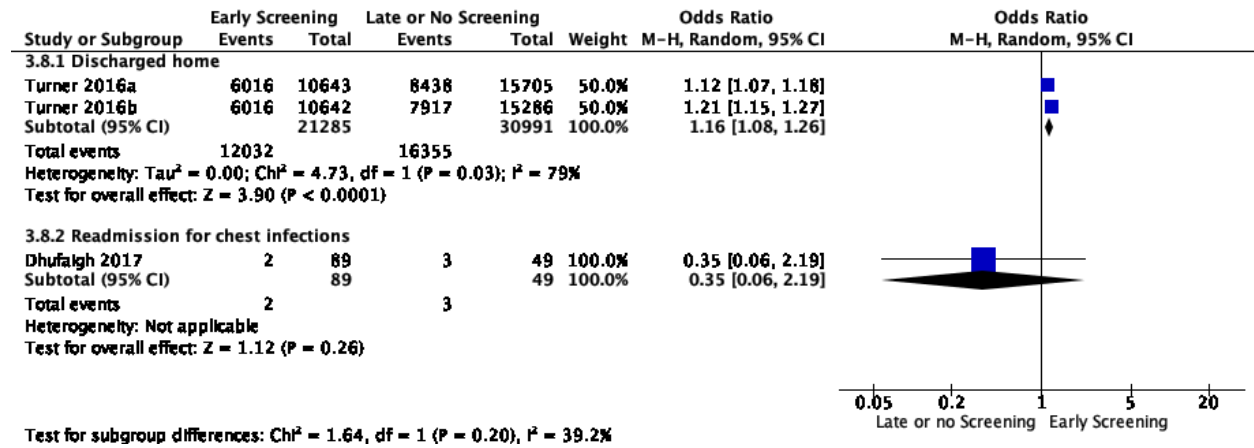 Early Screening Late or No Screening Odds Ratio Odds Ratio
Study or Subgroup Events Total Events Total Weight M-H, Random, 95% CI M-H, Random, 95% CI
3.8.1 Discharged home
Turner 2016a 6016 10643 8438 15705 50.0% 1.12 [1.07, 1.18]
Turner 2016b 6016 10642 7917 15286 50.0% 1.21 [1.15, 1.27]
Subtotal (95% CI) 21285 30991 100.0% 1.16 [1.08, 1.26]
Total events 12032 16355
Heterogeneity: Tau² = 0.00; Chi² = 4.73, df = 1 (P = 0.03); I² = 79%
Test for overall effect: Z = 3.90 (P < 0.0001)
3.8.2 Readmission for chest infections
Dhufaigh 2017 2 89 3 49 100.0% 0.35 [0.06, 2.19]
Subtotal (95% CI) 89 49 100.0% 0.35 [0.06, 2.19]
Total events 2 3
Heterogeneity: Not applicable
Test for overall effect: Z = 1.12 (P = 0.26)
0.05 0.2 1 5 20
Late or no Screening Early Screening
Test for subgroup differences: Chi² = 1.64, df = 1 (P = 0.20), I² = 39.2%